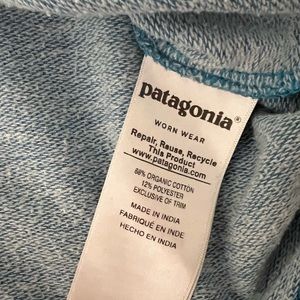 patagonia®
WORN WEAR
Repair, Reuse, Recycle
This Product
www.patagonia.com
88% ORGANIC COTTON
12% POLYESTER
EXCLUSIVE OF TRIM
MADE IN INDIA
FABRIQUÉ EN INDE
HECHO EN INDIA